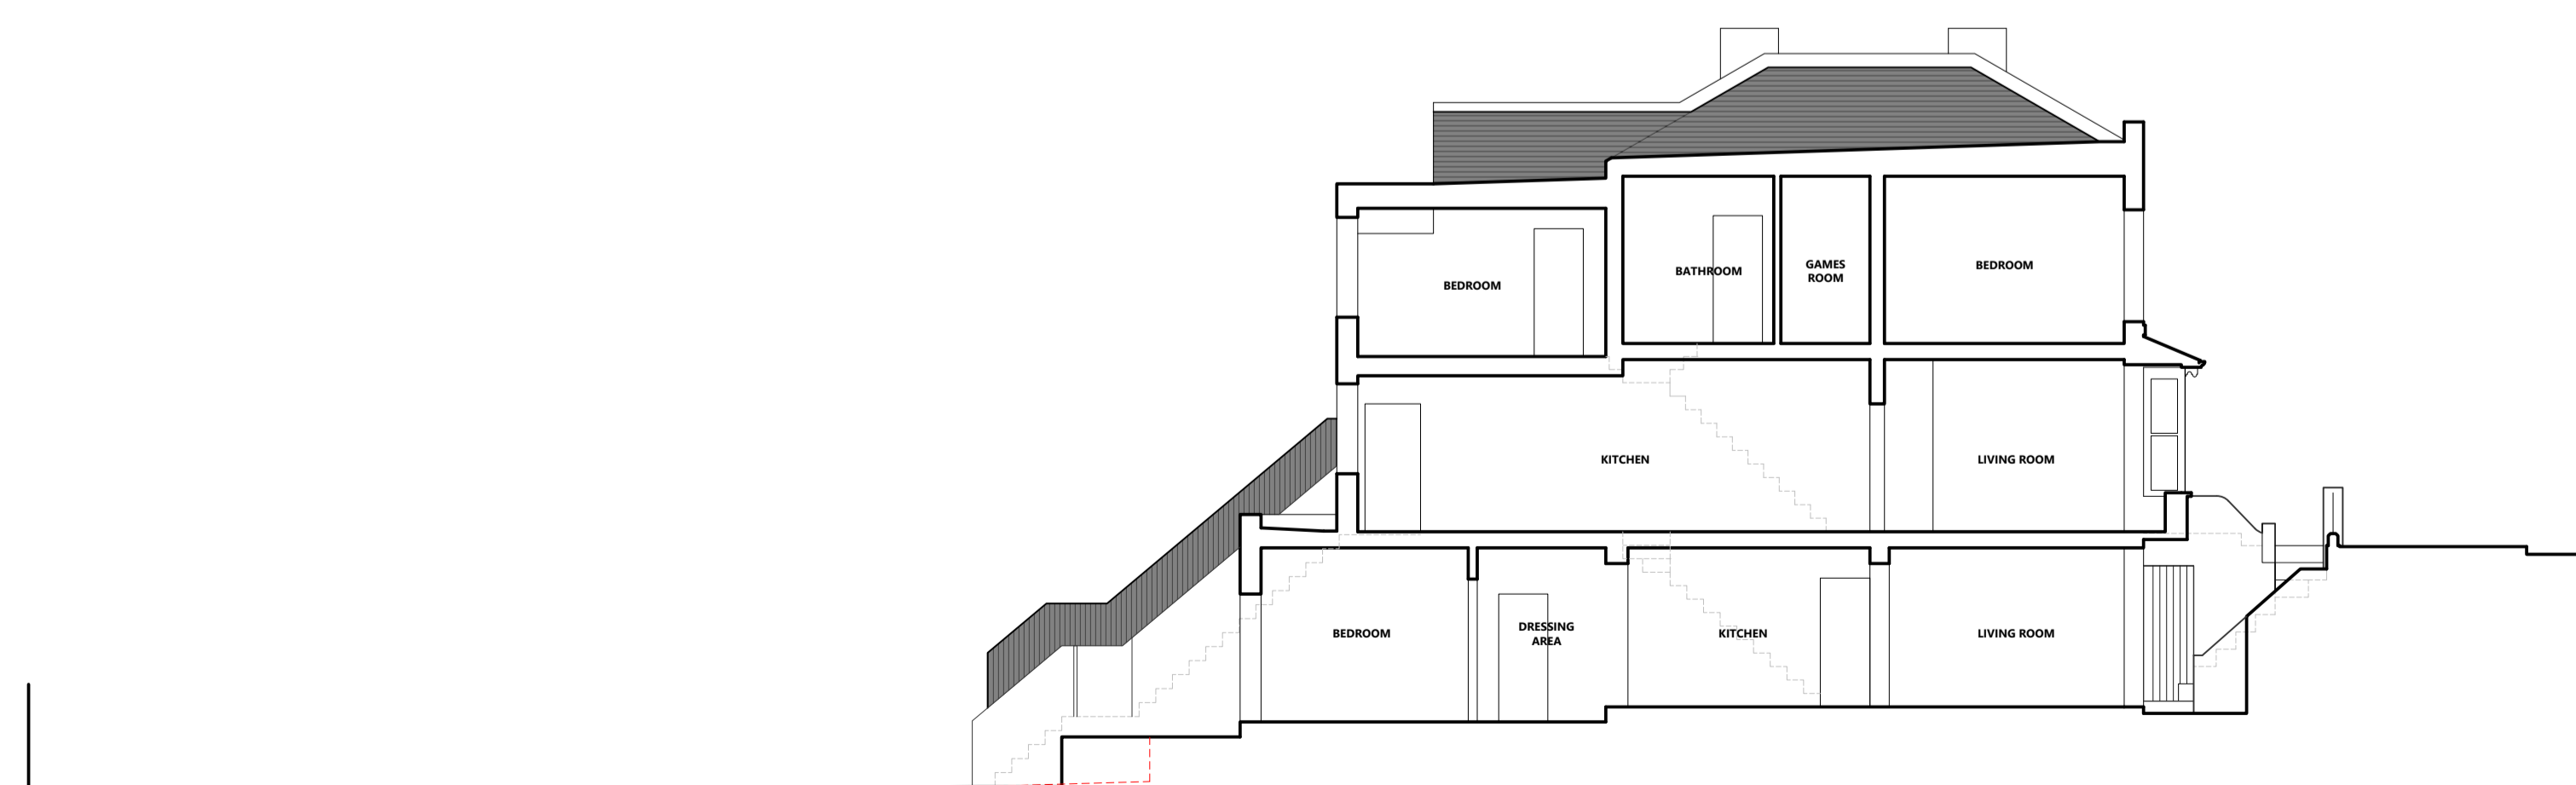 BEDROOM
BATHROOM
GAMES
ROOM
BEDROOM
KITCHEN
LIVING ROOM
BEDROOM
DRESSING
AREA
KITCHEN
LIVING ROOM